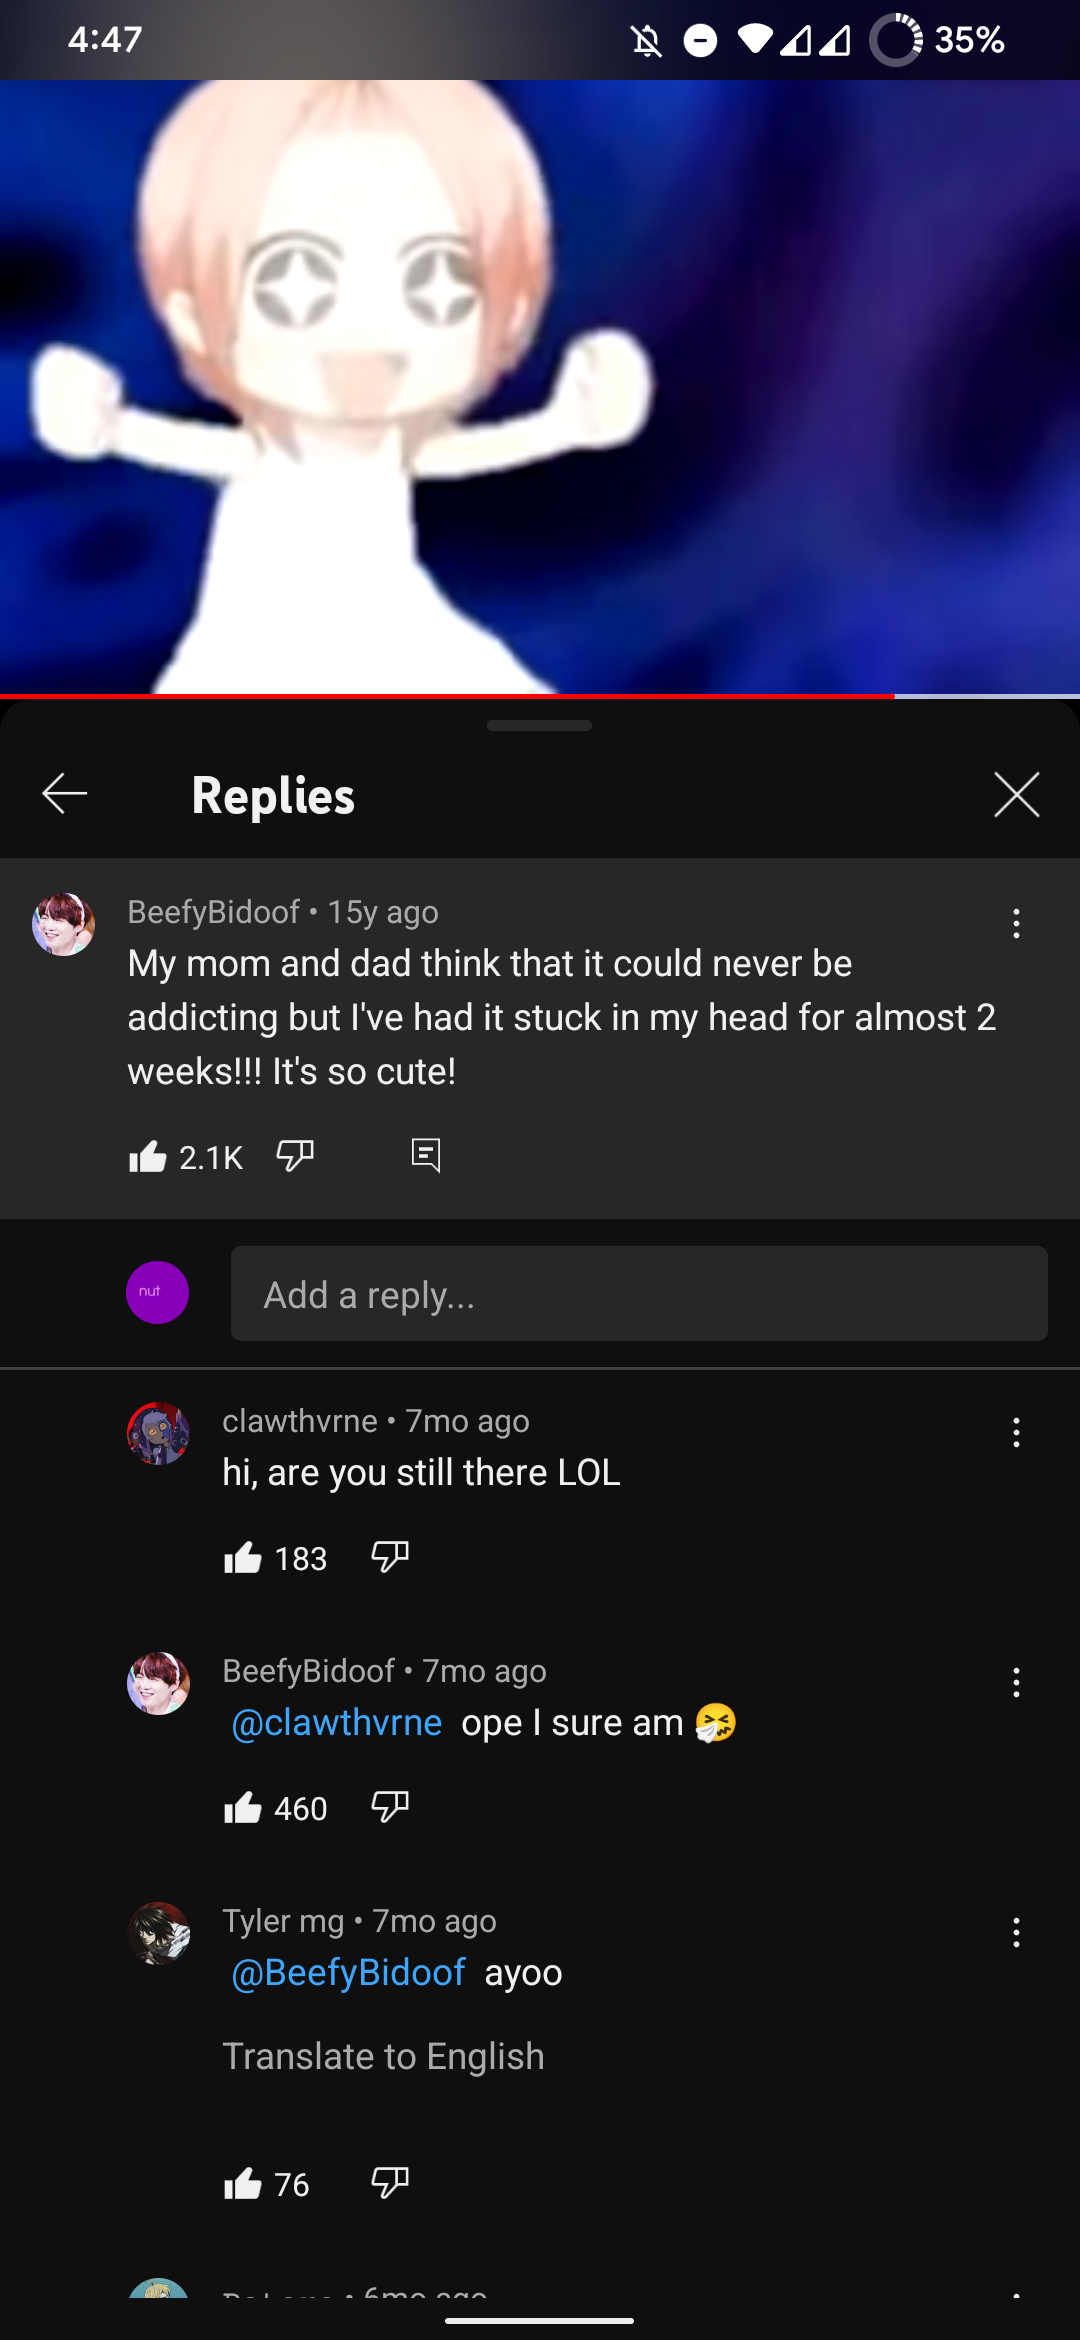 4:47
35%
Replies
BeefyBidoof • 15y ago
My mom and dad think that it could never be
addicting but I've had it stuck in my head for almost 2
weeks!!! It's so cute!
2.1K
nut
Add a reply...
clawthvrne • 7mo ago
hi, are you still there LOL
183
BeefyBidoof • 7mo ago
@clawthvrne ope I sure am 🤧
460
Tyler mg • 7mo ago
@BeefyBidoof ayoo
Translate to English
76
• 6mo ago